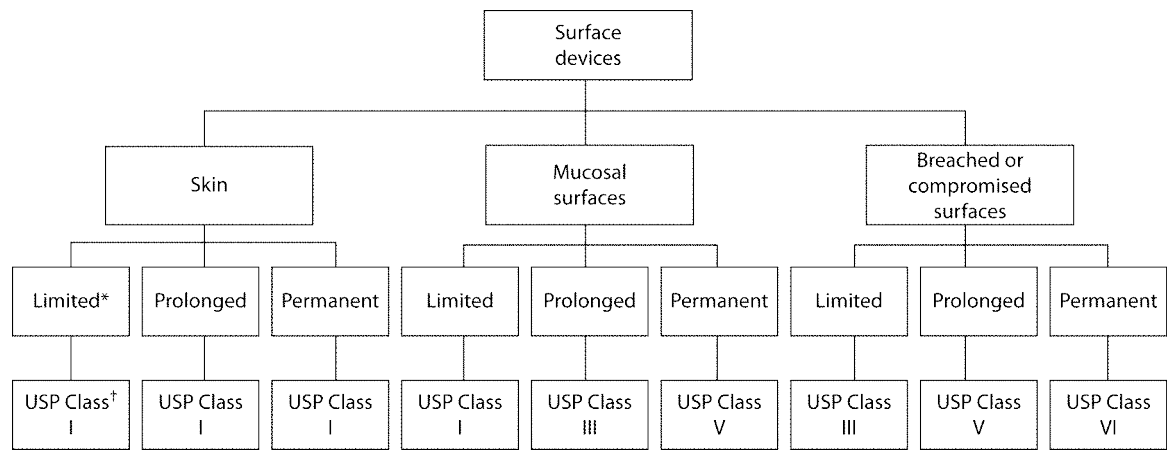 Surface
devices
Skin
Mucosal
surfaces
Breached or
compromised
surfaces
Limited*
Prolonged
Permanent
Limited
Prolonged
Permanent
Limited
Prolonged
Permanent
USP Class†
I
USP Class
I
USP Class
I
USP Class
I
USP Class
III
USP Class
V
USP Class
III
USP Class
V
USP Class
VI